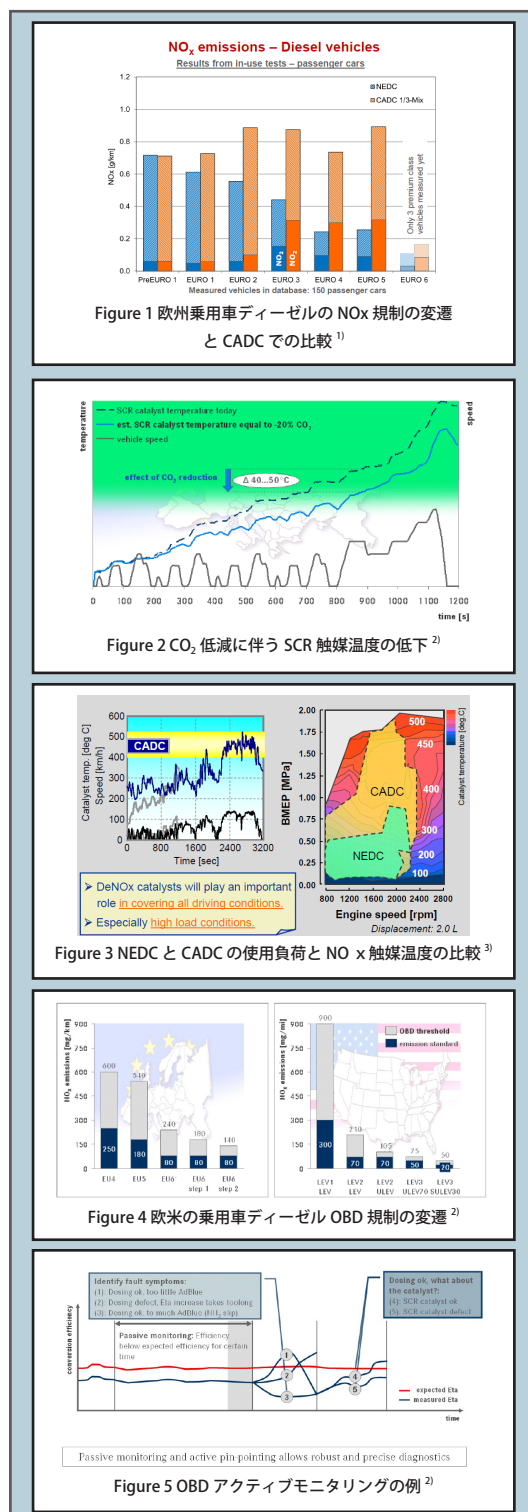 NOx emissions – Diesel vehicles
Results from in-use tests – passenger cars
NEDC
CADC 1/3-Mix
NOx [g/km]
1.2
1.0
0.8
0.6
0.4
0.2
0.0
Only 3 premium class
vehicles measured yet
NO2
NO2
PreEURO 1 EURO 1 EURO 2 EURO 3 EURO 4 EURO 5 EURO 6
Measured vehicles in database: 150 passenger cars
Figure 1 欧州乗用車ディーゼルの NOx 規制の変遷
と CADC での比較 1)
temperature
speed
SCR catalyst temperature today
est. SCR catalyst temperature equal to -20% CO2
vehicle speed
effect of CO2 reduction
Δ 40...50°C
0 100 200 300 400 500 600 700 800 900 1000 1100 1200
time [s]
Figure 2 CO2 低減に伴う SCR 触媒温度の低下 2)
Catalyst temp. [deg C]
Speed [km/h]
600
500
400
300
200
100
0
CADC
0 800 1600 2400 3200
Time [sec]
➢ DeNOx catalysts will play an important
role in covering all driving conditions.
➢ Especially high load conditions.
BMEP [MPa]
2.00
1.75
1.50
1.25
1.00
0.75
0.50
0.25
0.00
CADC
NEDC
500
450
400
300
200
100
Catalyst temperature [deg C]
800 1200 1600 2000 2400 2800
Engine speed [rpm]
Displacement: 2.0 L
Figure 3 NEDC と CADC の使用負荷と NO x 触媒温度の比較 3)
NOx emissions [mg/km]
900
750
600
450
300
150
0
600
540
240
180
140
250
180
80
80
80
EU4 EU5 EU6- EU6 EU6
step 1 step 2
NOx emissions [mg/mi]
900
750
600
450
300
150
0
OBD threshold
emission standard
900
210
105
75
50
300
70
70
50
20
LEV1 LEV2 LEV2 LEV3 LEV3
LEV LEV ULEV ULEV70 SULEV30
Figure 4 欧米の乗用車ディーゼル OBD 規制の変遷 2)
Identify fault symptoms:
(1): Dosing ok, too little AdBlue
(2): Dosing defect, Eta increase takes toolong
(3): Dosing ok, to much AdBlue (NH3 slip)
Dosing ok, what about
the catalyst?:
(4): SCR catalyst ok
(5): SCR catalyst defect
Passive monitoring: Efficiency
below expected efficiency for certain
time
conversion efficiency
1
2
3
4
5
expected Eta
measured Eta
time
Passive monitoring and active pin-pointing allows robust and precise diagnostics
Figure 5 OBD アクティブモニタリングの例 2)